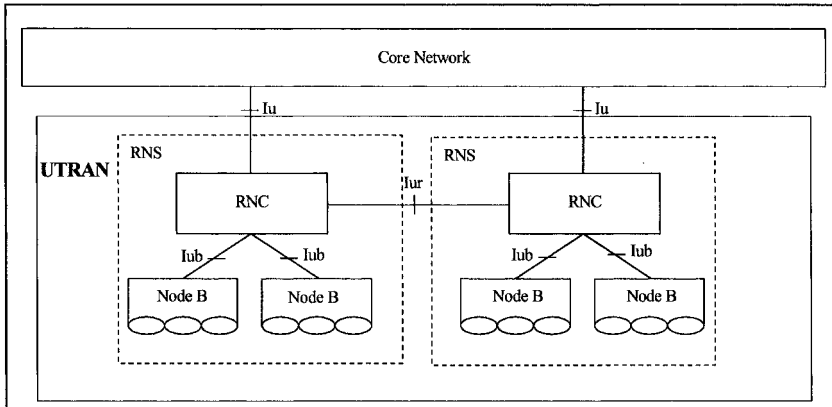 Core Network
Iu
Iu
UTRAN
RNS
RNS
RNC
Iur
RNC
Iub
Iub
Iub
Iub
Node B
Node B
Node B
Node B